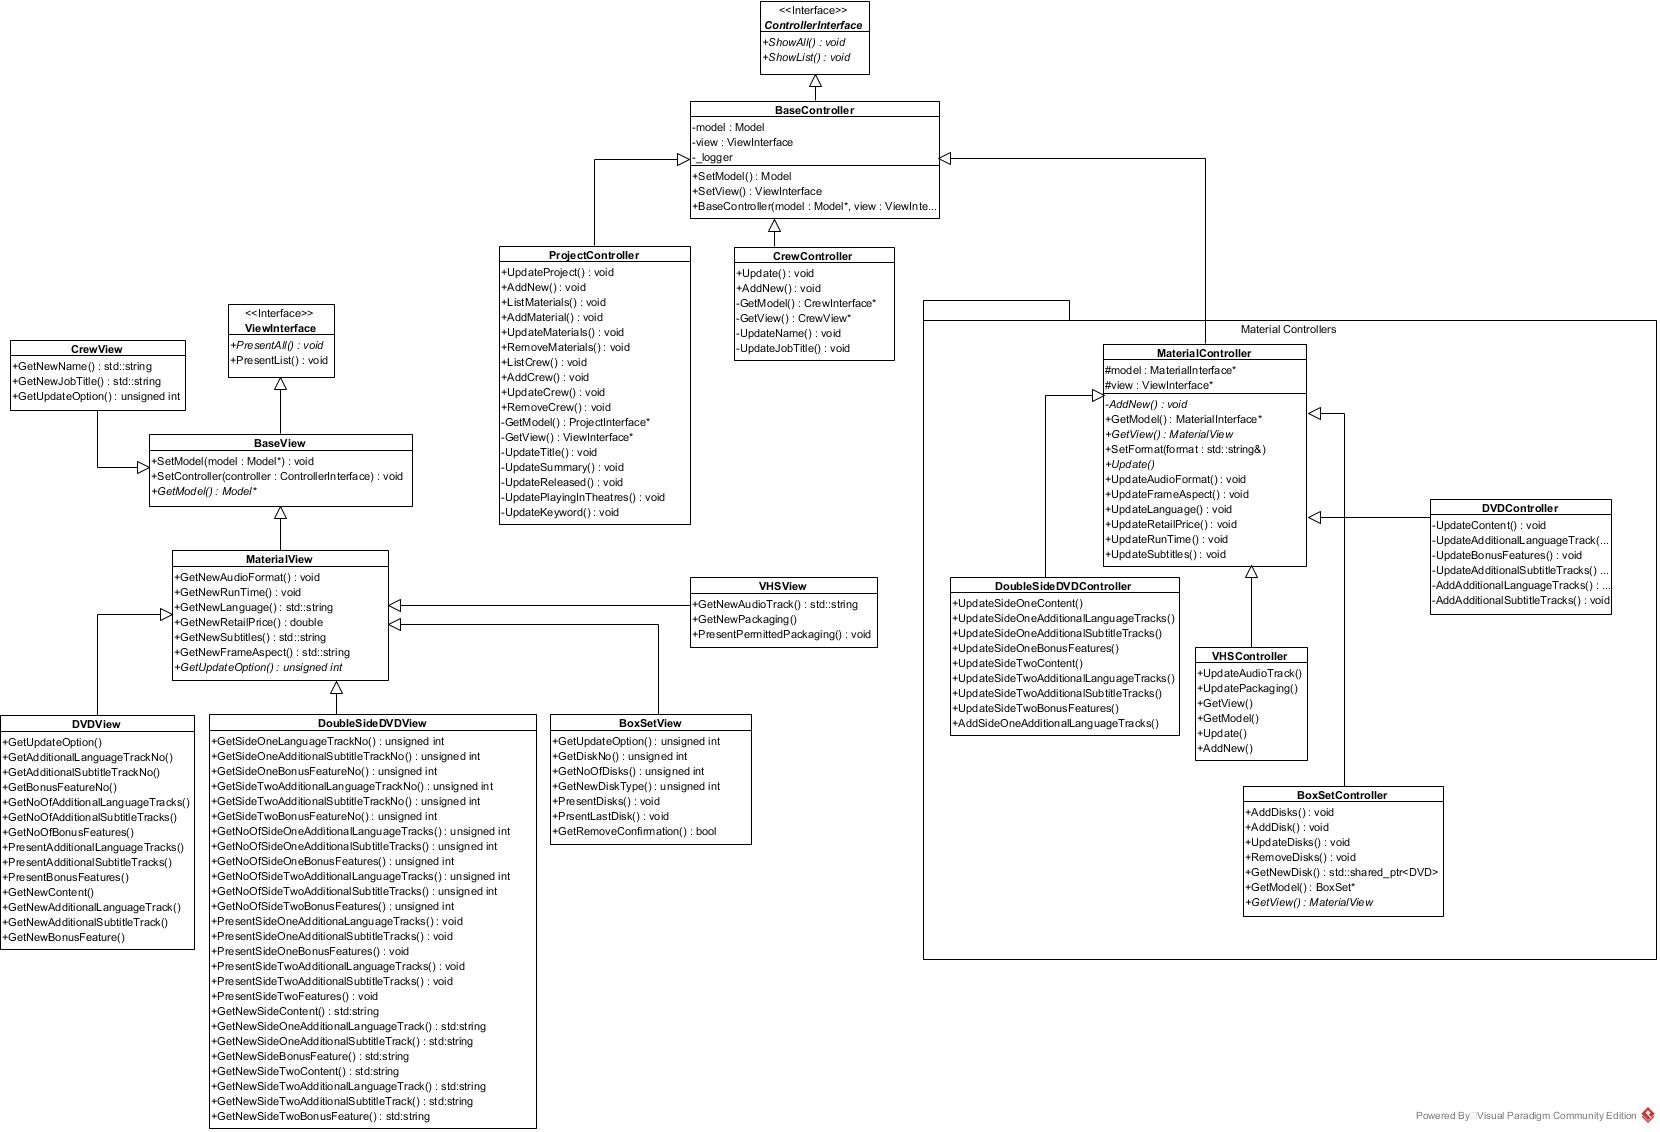 <<Interface>>
ControllerInterface
+ShowAll() : void
+ShowList() : void
BaseController
-model : Model
-view : ViewInterface
-_logger
+SetModel() : Model
+SetView() : ViewInterface
+BaseController(model : Model*, view : ViewInte...
ProjectController
+UpdateProject() : void
+AddNew() : void
+ListMaterials() : void
+AddMaterial() : void
+UpdateMaterials() : void
+RemoveMaterials() : void
+ListCrew() : void
+AddCrew() : void
+UpdateCrew() : void
+RemoveCrew() : void
-GetModel() : ProjectInterface*
-GetView() : ViewInterface*
-UpdateTitle() : void
-UpdateSummary() : void
-UpdateReleased() : void
-UpdatePlayingInTheatres() : void
-UpdateKeyword() : void
CrewController
+Update() : void
+AddNew() : void
-GetModel() : CrewInterface*
-GetView() : CrewView*
-UpdateName() : void
-UpdateJobTitle() : void
<<Interface>>
ViewInterface
+PresentAll() : void
+PresentList() : void
CrewView
+GetNewName() : std::string
+GetNewJobTitle() : std::string
+GetUpdateOption() : unsigned int
BaseView
+SetModel(model : Model*) : void
+SetController(controller : ControllerInterface) : void
+GetModel() : Model*
MaterialView
+GetNewAudioFormat() : void
+GetNewRunTime() : void
+GetNewLanguage() : std::string
+GetNewRetailPrice() : double
+GetNewSubtitles() : std::string
+GetNewFrameAspect() : std::string
+GetUpdateOption() : unsigned int
VHSView
+GetNewAudioTrack() : std::string
+GetNewPackaging()
+PresentPermittedPackaging() : void
DVDView
+GetUpdateOption()
+GetAdditionalLanguageTrackNo()
+GetAdditionalSubtitleTrackNo()
+GetBonusFeatureNo()
+GetNoOfAdditionalLanguageTracks()
+GetNoOfAdditionalSubtitleTracks()
+GetNoOfBonusFeatures()
+PresentAdditionalLanguageTracks()
+PresentAdditionalSubtitleTracks()
+PresentBonusFeatures()
+GetNewContent()
+GetNewAdditionalLanguageTrack()
+GetNewAdditionalSubtitleTrack()
+GetNewBonusFeature()
DoubleSideDVDView
+GetSideOneLanguageTrackNo() : unsigned int
+GetSideOneAdditionalSubtitleTrackNo() : unsigned int
+GetSideOneBonusFeatureNo() : unsigned int
+GetSideTwoAdditionalLanguageTrackNo() : unsigned int
+GetSideTwoAdditionalSubtitleTrackNo() : unsigned int
+GetSideTwoBonusFeatureNo() : unsigned int
+GetNoOfSideOneAdditionalLanguageTracks() : unsigned int
+GetNoOfSideOneAdditionalSubtitleTracks() : unsigned int
+GetNoOfSideOneBonusFeatures() : unsigned int
+GetNoOfSideTwoAdditionalLanguageTracks() : unsigned int
+GetNoOfSideTwoAdditionalSubtitleTracks() : unsigned int
+GetNoOfSideTwoBonusFeatures() : unsigned int
+PresentSideOneAdditionaLanguageTracks() : void
+PresentSideOneAdditionalSubtitleTracks() : void
+PresentSideOneBonusFeatures() : void
+PresentSideTwoAdditionalLanguageTracks() : void
+PresentSideTwoAdditionalSubtitleTracks() : void
+PresentSideTwoFeatures() : void
+GetNewSideContent() : std:string
+GetNewSideOneAdditionalLanguageTrack() : std:string
+GetNewSideOneAdditionalSubtitleTrack() : std:string
+GetNewSideBonusFeature() : std:string
+GetNewSideTwoContent() : std:string
+GetNewSideTwoAdditionalLanguageTrack() : std:string
+GetNewSideTwoAdditionalSubtitleTrack() : std:string
+GetNewSideTwoBonusFeature() : std:string
BoxSetView
+GetUpdateOption() : unsigned int
+GetDiskNo() : unsigned int
+GetNoOfDisks() : unsigned int
+GetNewDiskType() : unsigned int
+PresentDisks() : void
+PrsentLastDisk() : void
+GetRemoveConfirmation() : bool
Material Controllers
MaterialController
#model : MaterialInterface*
#view : ViewInterface*
-AddNew() : void
+GetModel() : MaterialInterface*
+GetView() : MaterialView
+SetFormat(format : std::string&)
+Update()
+UpdateAudioFormat() : void
+UpdateFrameAspect() : void
+UpdateLanguage() : void
+UpdateRetailPrice() : void
+UpdateRunTime() : void
+UpdateSubtitles() : void
DVDController
-UpdateContent() : void
-UpdateAdditionalLanguageTrack(...
-UpdateBonusFeatures() : void
-UpdateAdditionalSubtitleTracks() ...
-AddAdditionalLanguageTracks() : ...
-AddAdditionalSubtitleTracks() : void
DoubleSideDVDController
+UpdateSideOneContent()
+UpdateSideOneAdditionalLanguageTracks()
+UpdateSideOneAdditionalSubtitleTracks()
+UpdateSideOneBonusFeatures()
+UpdateSideTwoContent()
+UpdateSideTwoAdditionalLanguageTracks()
+UpdateSideTwoAdditionalSubtitleTracks()
+UpdateSideTwoBonusFeatures()
+AddSideOneAdditionalLanguageTracks()
VHSController
+UpdateAudioTrack()
+UpdatePackaging()
+GetView()
+GetModel()
+Update()
+AddNew()
BoxSetController
+AddDisks() : void
+AddDisk() : void
+UpdateDisks() : void
+RemoveDisks() : void
+GetNewDisk() : std::shared_ptr<DVD>
+GetModel() : BoxSet*
+GetView() : MaterialView
Powered By Visual Paradigm Community Edition